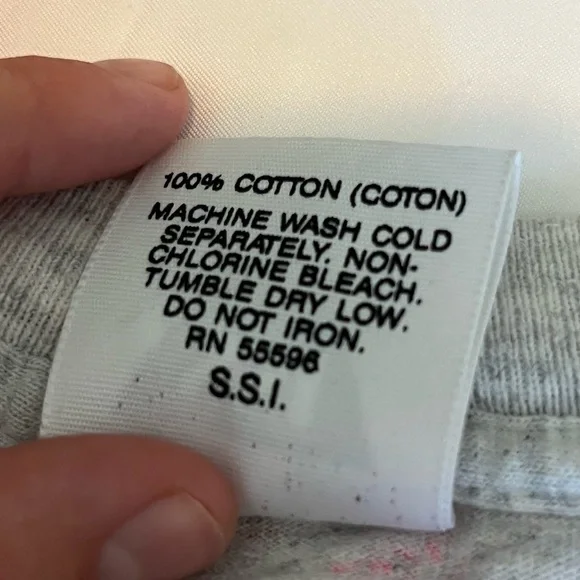 100% COTTON (COTON)
MACHINE WASH COLD
SEPARATELY. NON-
CHLORINE BLEACH.
TUMBLE DRY LOW.
DO NOT IRON.
RN 55596
S.S.I.